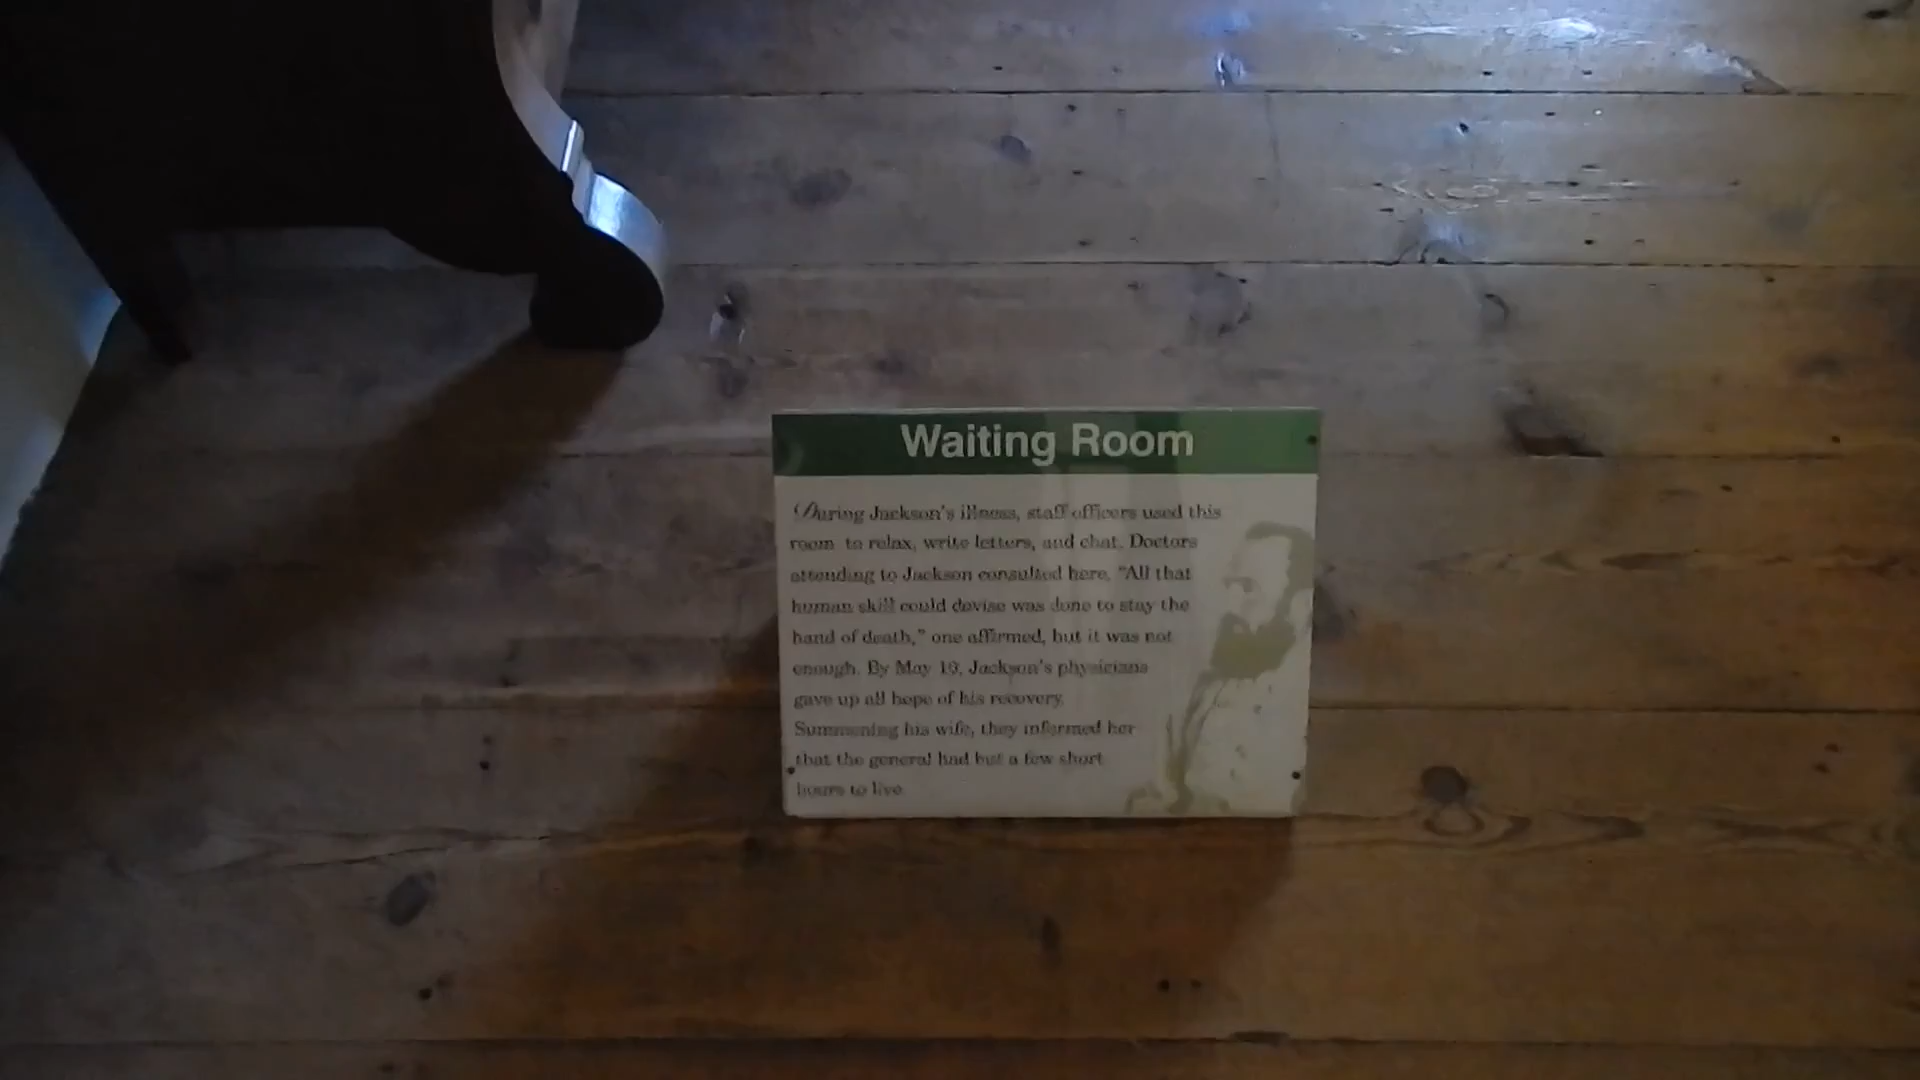 Waiting Room
During Jackson's illness, staff officers used this
room to relax, write letters, and chat. Doctors
attending to Jackson consulted here. "All that
human skill could devise was done to stay the
hand of death," one affirmed, but it was not
enough. By May 10, Jackson's physicians
gave up all hope of his recovery.
Summoning his wife, they informed her
that the general had but a few short
hours to live.